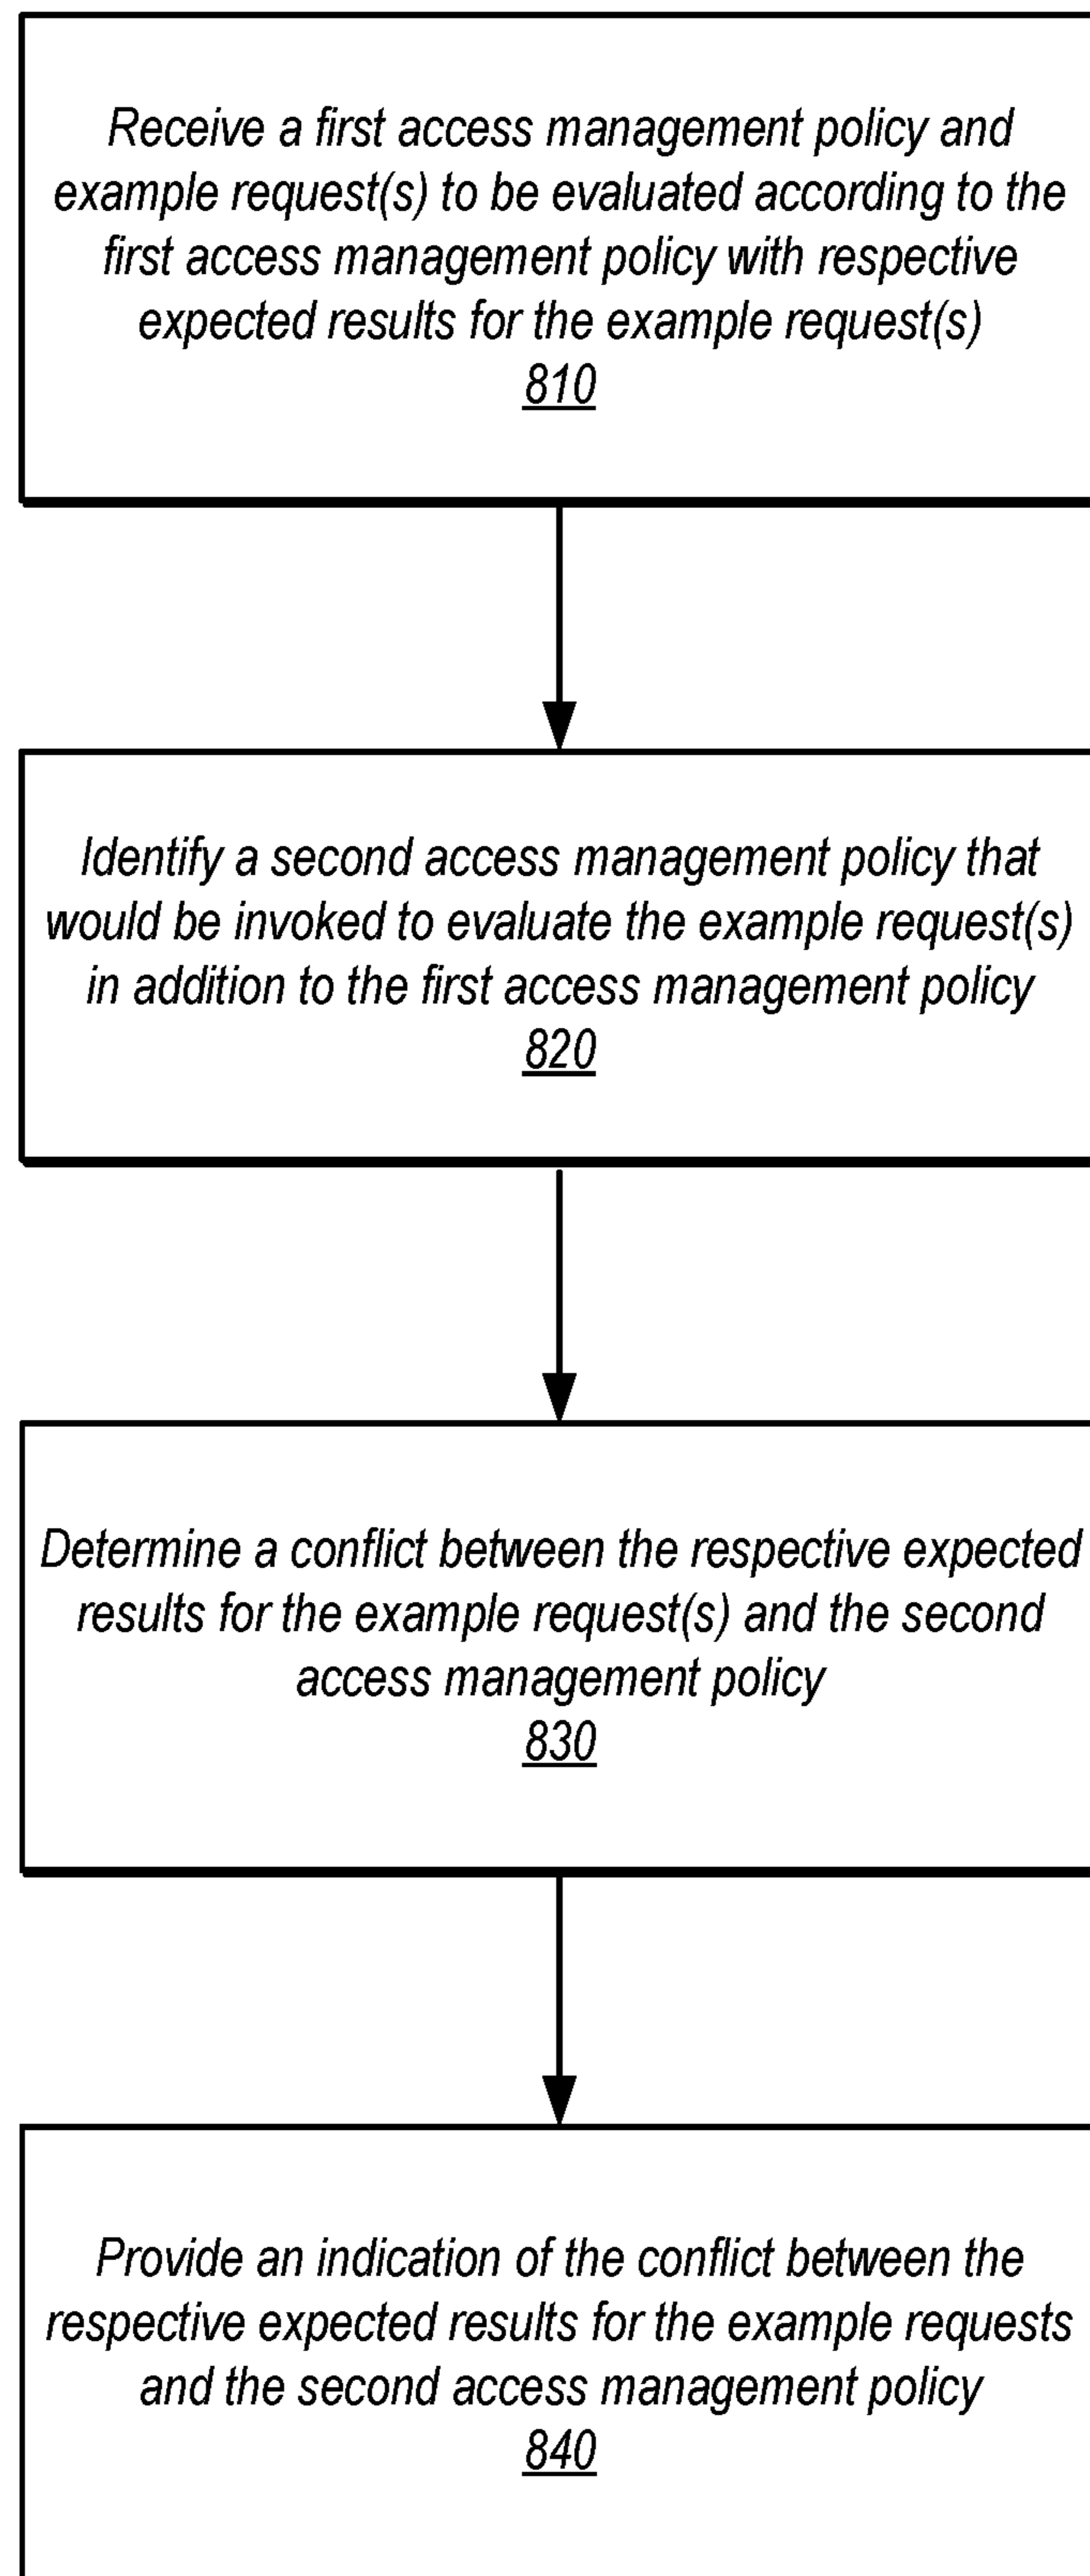 Receive a first access management policy and
example request(s) to be evaluated according to the
first access management policy with respective
expected results for the example request(s)
810
Identify a second access management policy that
would be invoked to evaluate the example request(s)
in addition to the first access management policy
820
Determine a conflict between the respective expected
results for the example request(s) and the second
access management policy
830
Provide an indication of the conflict between the
respective expected results for the example requests
and the second access management policy
840